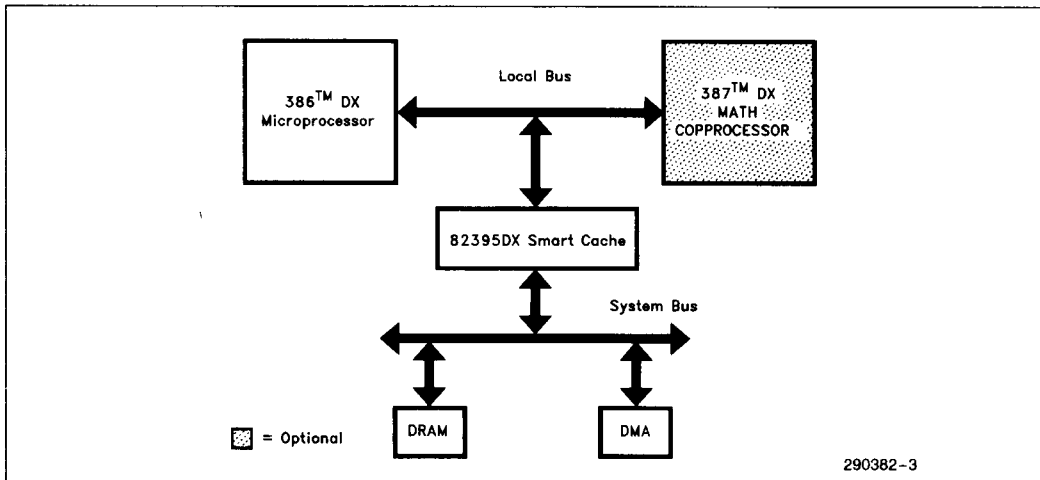 Local Bus
386™ DX
Microprocessor
387™ DX
MATH
COPPROCESSOR
82395DX Smart Cache
System Bus
DRAM
DMA
= Optional
290382-3